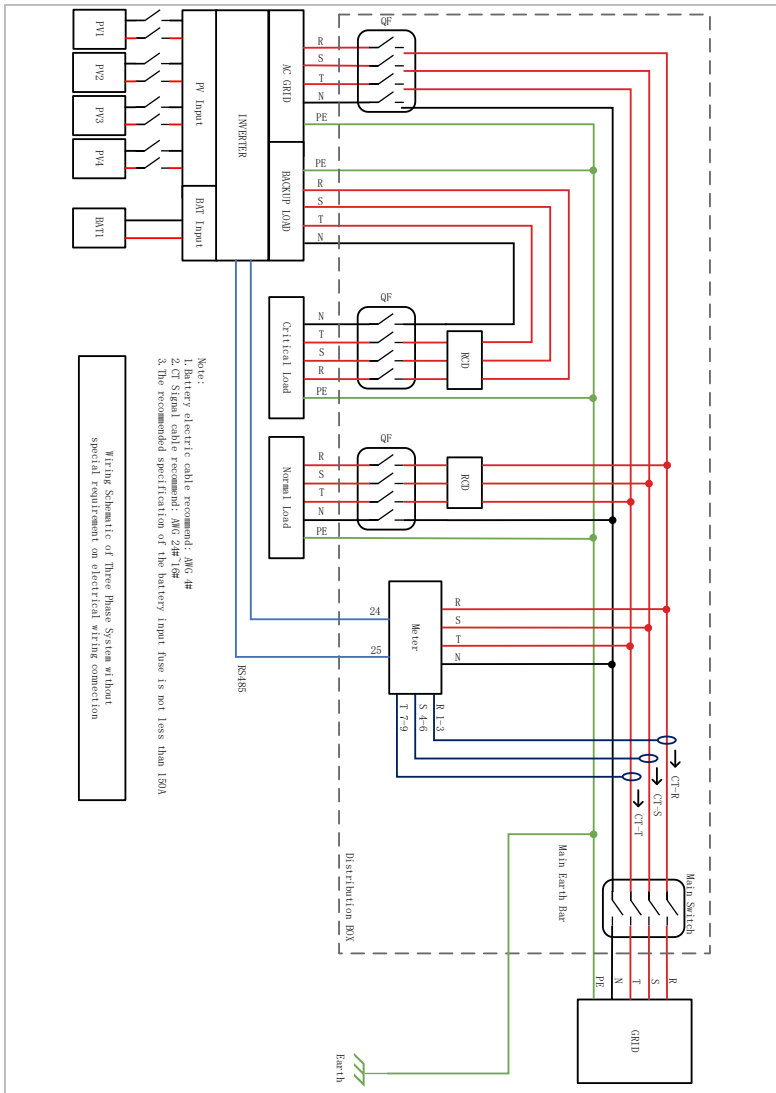 PV1
PV2
PV3
PV4
BAT1
PV Input
BAT Input
INVERTER
AC GRID
BACKUP LOAD
R
S
T
N
PE
PE
R
S
T
N
QF
QF
N
T
S
R
PE
Critical Load
RCD
QF
R
S
T
N
PE
Normal Load
RCD
Meter
24
25
RS485
R
S
T
N
R 1-3
S 4-6
T 7-9
CT-R
CT-S
CT-T
Distribution BOX
Main Earth Bar
Main Switch
R
S
T
N
PE
GRID
Earth
Note:
1. Battery electric cable recommend: AWG 4#
2. CT Signal cable recommend: AWG 24#~16#
3. The recommended specification of the battery input fuse is not less than 150A
Wiring Schematic of Three Phase System without
special requirement on electrical wiring connection